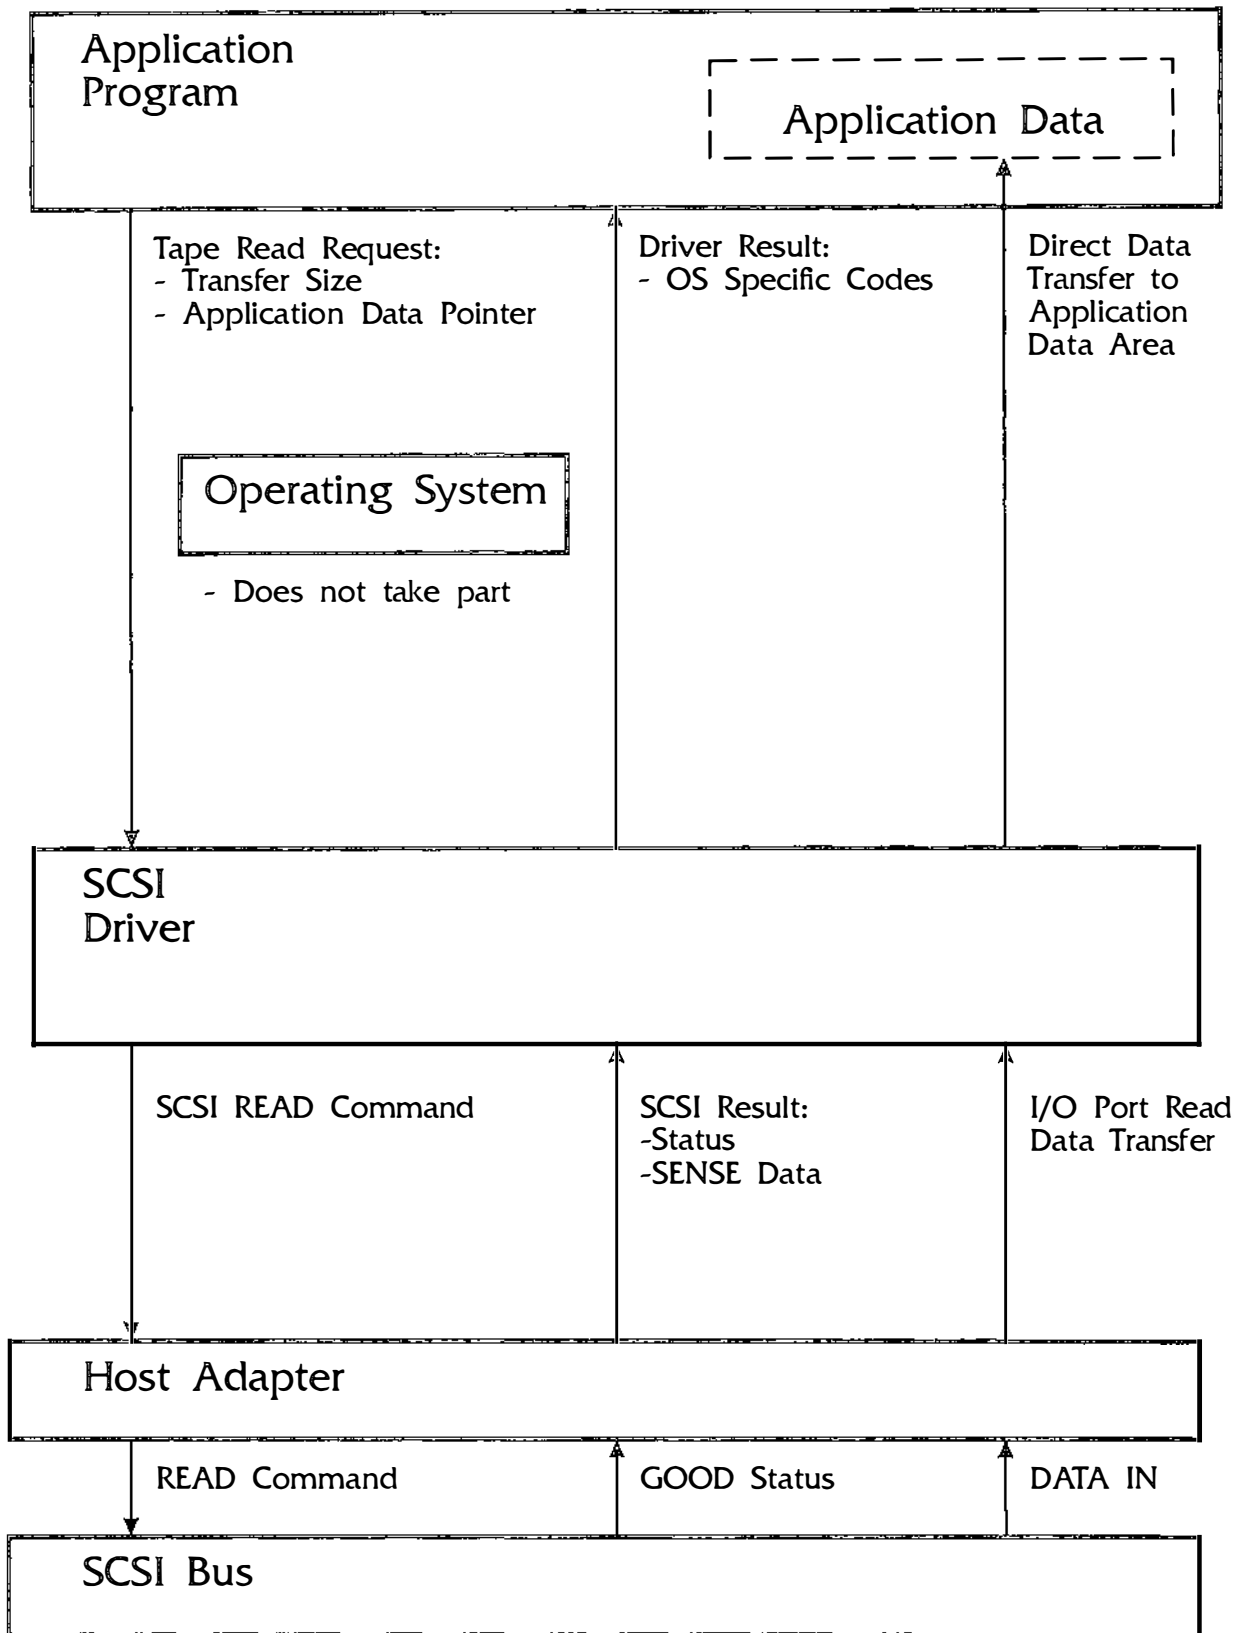 Application
Program
Application Data
Tape Read Request:
- Transfer Size
- Application Data Pointer
Driver Result:
- OS Specific Codes
Direct Data
Transfer to
Application
Data Area
Operating System
- Does not take part
SCSI
Driver
SCSI READ Command
SCSI Result:
-Status
-SENSE Data
I/O Port Read
Data Transfer
Host Adapter
READ Command
GOOD Status
DATA IN
SCSI Bus